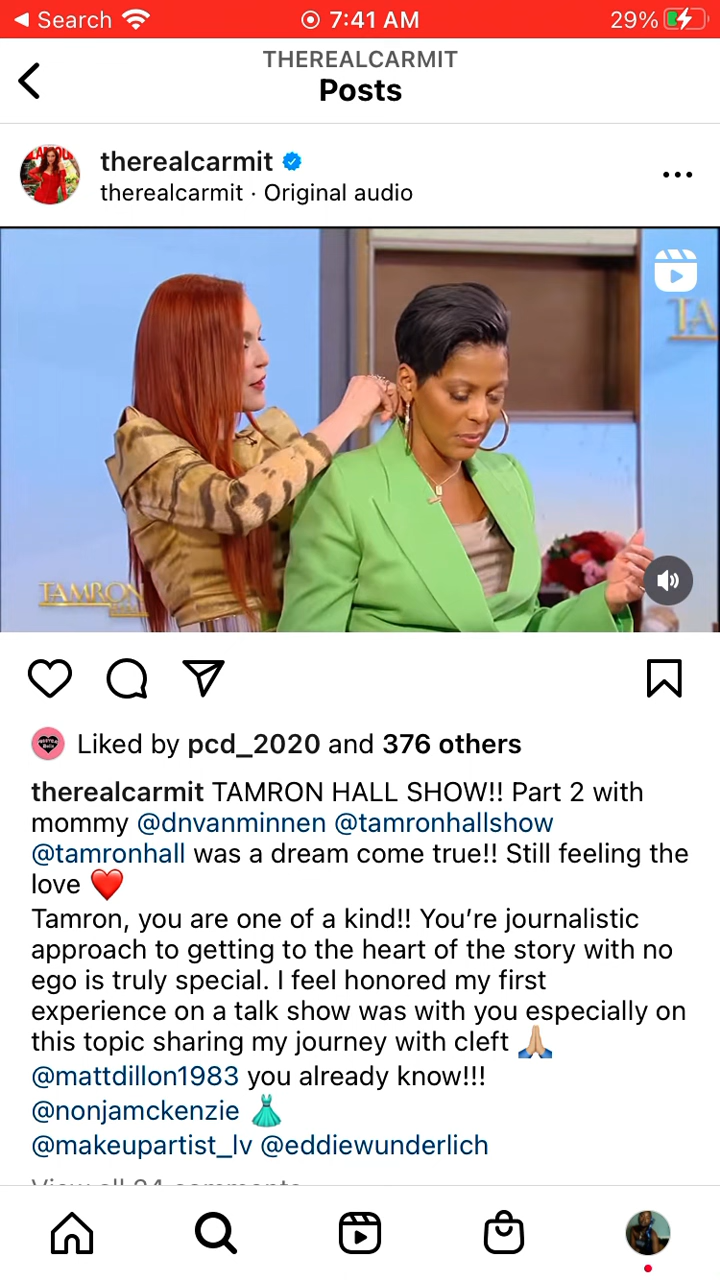 Search
7:41 AM
29%
THEREALCARMIT
Posts
therealcarmit
therealcarmit · Original audio
TA
TAMRON
Liked by pcd_2020 and 376 others
therealcarmit TAMRON HALL SHOW!! Part 2 with
mommy @dnvanminnen @tamronhallshow
@tamronhall was a dream come true!! Still feeling the
love ❤️
Tamron, you are one of a kind!! You’re journalistic
approach to getting to the heart of the story with no
ego is truly special. I feel honored my first
experience on a talk show was with you especially on
this topic sharing my journey with cleft 🙏🏼
@mattdillon1983 you already know!!!
@nonjamckenzie 👗
@makeupartist_lv @eddiewunderlich